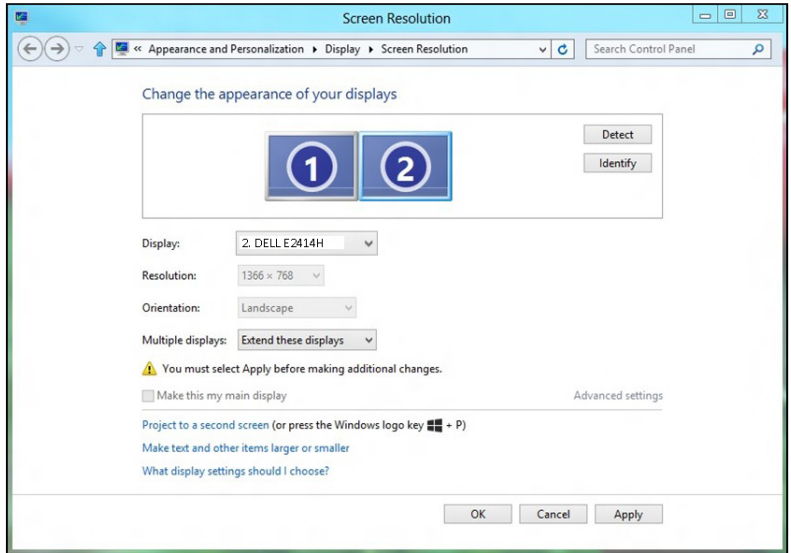 Screen Resolution
« Appearance and Personalization ▸ Display ▸ Screen Resolution
Search Control Panel
Change the appearance of your displays
1 2
Detect
Identify
Display: 2. DELL E2414H
Resolution: 1366 × 768
Orientation: Landscape
Multiple displays: Extend these displays
You must select Apply before making additional changes.
Make this my main display Advanced settings
Project to a second screen (or press the Windows logo key + P)
Make text and other items larger or smaller
What display settings should I choose?
OK Cancel Apply